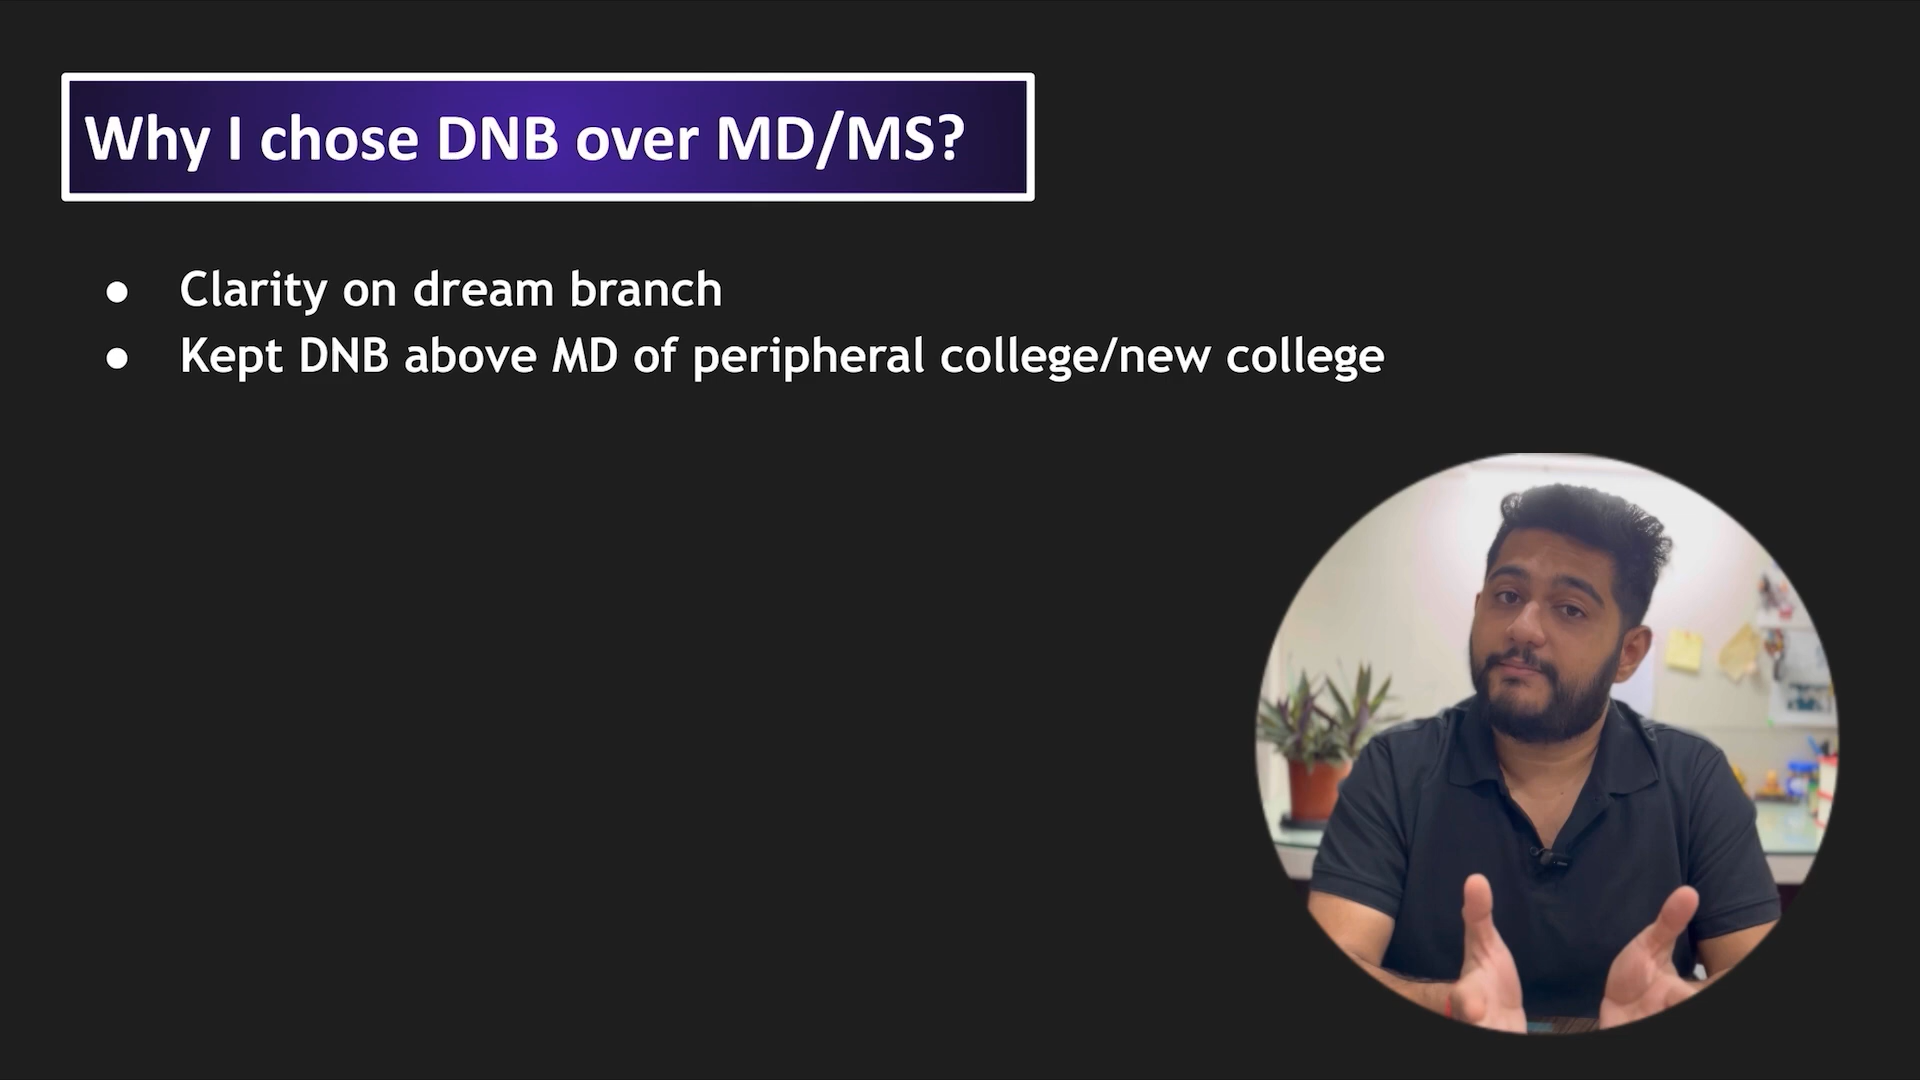 Why I chose DNB over MD/MS?
● Clarity on dream branch
● Kept DNB above MD of peripheral college/new college